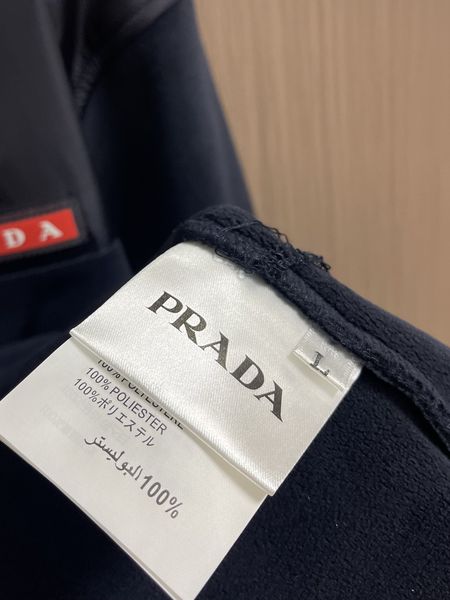 DA
PRADA
L
100% POLYESTERE
100% POLIESTER
100%ポリエステル
100% البوليستر